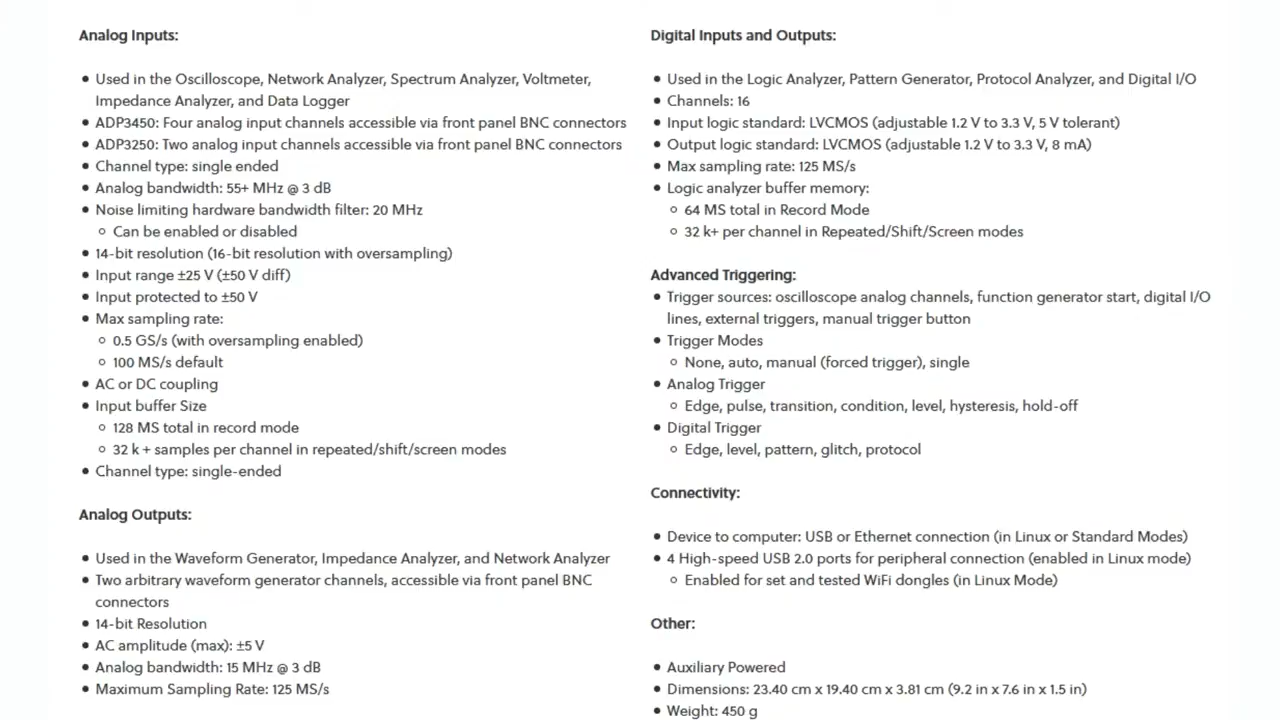 Analog Inputs:
• Used in the Oscilloscope, Network Analyzer, Spectrum Analyzer, Voltmeter,
Impedance Analyzer, and Data Logger
• ADP3450: Four analog input channels accessible via front panel BNC connectors
• ADP3250: Two analog input channels accessible via front panel BNC connectors
• Channel type: single ended
• Analog bandwidth: 55+ MHz @ 3 dB
• Noise limiting hardware bandwidth filter: 20 MHz
◦ Can be enabled or disabled
• 14-bit resolution (16-bit resolution with oversampling)
• Input range ±25 V (±50 V diff)
• Input protected to ±50 V
• Max sampling rate:
◦ 0.5 GS/s (with oversampling enabled)
◦ 100 MS/s default
• AC or DC coupling
• Input buffer Size
◦ 128 MS total in record mode
◦ 32 k + samples per channel in repeated/shift/screen modes
• Channel type: single-ended
Analog Outputs:
• Used in the Waveform Generator, Impedance Analyzer, and Network Analyzer
• Two arbitrary waveform generator channels, accessible via front panel BNC
connectors
• 14-bit Resolution
• AC amplitude (max): ±5 V
• Analog bandwidth: 15 MHz @ 3 dB
• Maximum Sampling Rate: 125 MS/s
Digital Inputs and Outputs:
• Used in the Logic Analyzer, Pattern Generator, Protocol Analyzer, and Digital I/O
• Channels: 16
• Input logic standard: LVCMOS (adjustable 1.2 V to 3.3 V, 5 V tolerant)
• Output logic standard: LVCMOS (adjustable 1.2 V to 3.3 V, 8 mA)
• Max sampling rate: 125 MS/s
• Logic analyzer buffer memory:
◦ 64 MS total in Record Mode
◦ 32 k+ per channel in Repeated/Shift/Screen modes
Advanced Triggering:
• Trigger sources: oscilloscope analog channels, function generator start, digital I/O
lines, external triggers, manual trigger button
• Trigger Modes
◦ None, auto, manual (forced trigger), single
• Analog Trigger
◦ Edge, pulse, transition, condition, level, hysteresis, hold-off
• Digital Trigger
◦ Edge, level, pattern, glitch, protocol
Connectivity:
• Device to computer: USB or Ethernet connection (in Linux or Standard Modes)
• 4 High-speed USB 2.0 ports for peripheral connection (enabled in Linux mode)
◦ Enabled for set and tested WiFi dongles (in Linux Mode)
Other:
• Auxiliary Powered
• Dimensions: 23.40 cm x 19.40 cm x 3.81 cm (9.2 in x 7.6 in x 1.5 in)
• Weight: 450 g